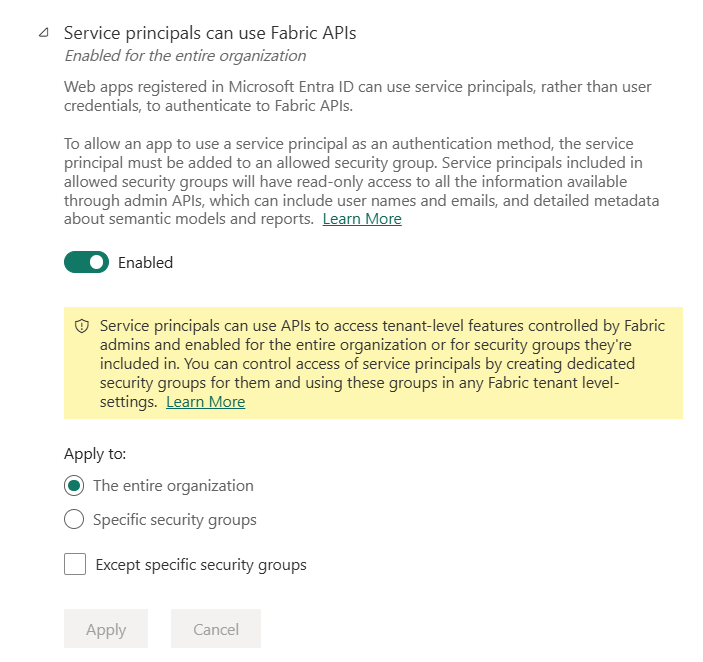 Service principals can use Fabric APIs
Enabled for the entire organization
Web apps registered in Microsoft Entra ID can use service principals, rather than user
credentials, to authenticate to Fabric APIs.
To allow an app to use a service principal as an authentication method, the service
principal must be added to an allowed security group. Service principals included in
allowed security groups will have read-only access to all the information available
through admin APIs, which can include user names and emails, and detailed metadata
about semantic models and reports. Learn More
Enabled
Service principals can use APIs to access tenant-level features controlled by Fabric
admins and enabled for the entire organization or for security groups they're
included in. You can control access of service principals by creating dedicated
security groups for them and using these groups in any Fabric tenant level-
settings. Learn More
Apply to:
The entire organization
Specific security groups
Except specific security groups
Apply Cancel